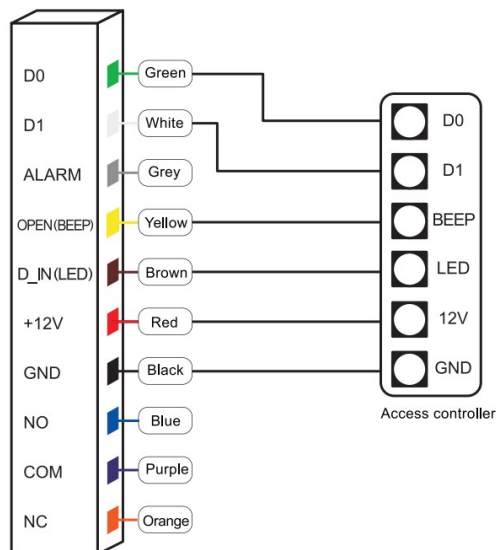 D0 Green
D0
D1 White
D1
ALARM Grey
OPEN(BEEP) Yellow BEEP
D_IN(LED) Brown LED
+12V Red 12V
GND Black GND
Access controller
NO Blue
COM Purple
NC Orange